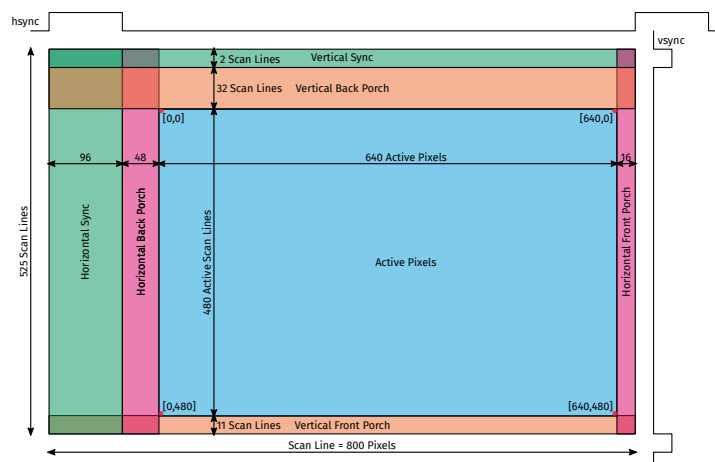 hsync
vsync
2 Scan Lines
Vertical Sync
32 Scan Lines
Vertical Back Porch
[0,0]
[640,0]
96
48
640 Active Pixels
16
525 Scan Lines
Horizontal Sync
Horizontal Back Porch
480 Active Scan Lines
Active Pixels
Horizontal Front Porch
[0,480]
[640,480]
11 Scan Lines
Vertical Front Porch
Scan Line = 800 Pixels